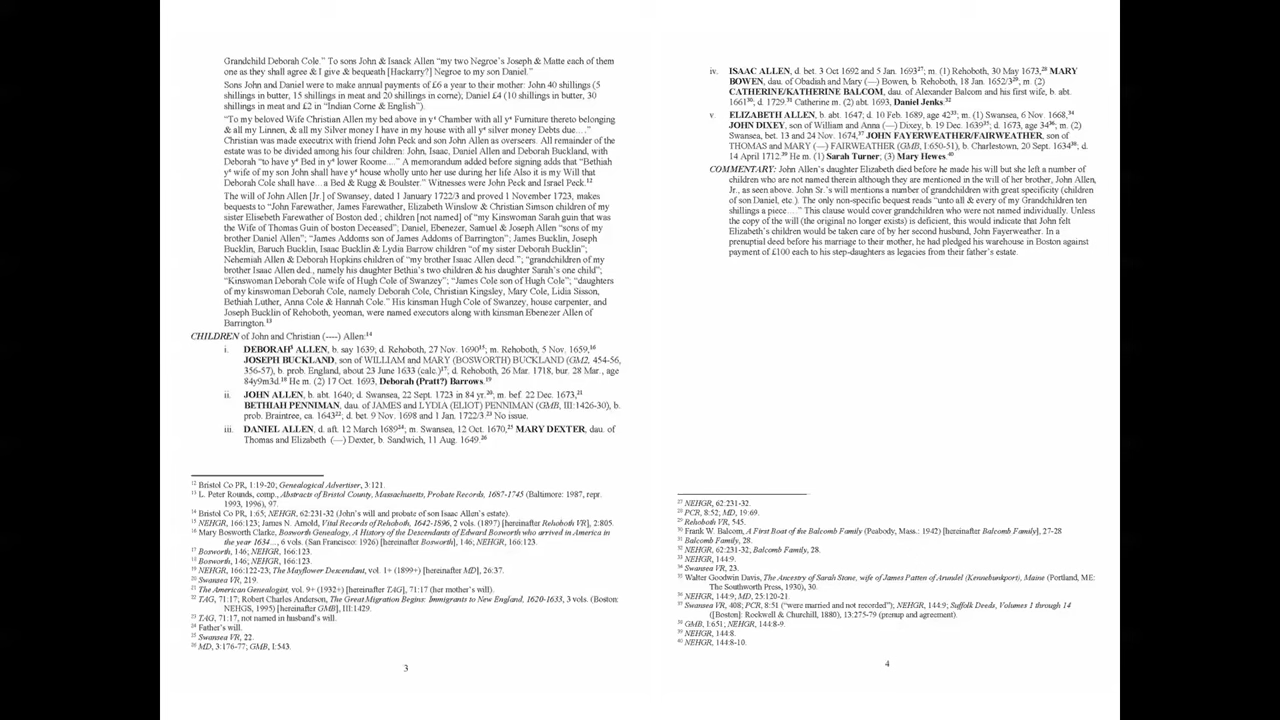 Grandchild Deborah Cole.” To sons John & Isaack Allen “my two Negroe’s Joseph & Matte each of them
one as they shall agree & I give & bequeath [Hackarry?] Negroe to my son Daniel.”
Sons John and Daniel were to make annual payments of £6 a year to their mother: John 40 shillings (5
shillings in butter, 15 shillings in meat and 20 shillings in corne); Daniel £4 (10 shillings in butter, 30
shillings in meat and £2 in “Indian Corne & English”).
“To my beloved Wife Christian Allen my bed above in yᵉ Chamber with all yᵉ Furniture thereto belonging
& all my Linnen, & all my Silver Money I have in my house with all yᵉ silver money Debts due….”
Christian was made executrix with friend John Peck and son John Allen as overseers. All remainder of the
estate was to be divided among his four children: John, Isaac, Daniel Allen and Deborah Buckland, with
Deborah “to have yᵉ Bed in yᵉ lower Roome....” A memorandum added before signing adds that “Bethiah
yᵉ wife of my son John shall have yᵉ house wholly unto her use during her life Also it is my Will that
Deborah Cole shall have…a Bed & Rugg & Boulster.” Witnesses were John Peck and Israel Peck.¹²
The will of John Allen [Jr.] of Swansey, dated 1 January 1722/3 and proved 1 November 1723, makes
bequests to “John Farewather, James Farewather, Elizabeth Winslow & Christian Simson children of my
sister Elisebeth Farewather of Boston ded.; children [not named] of “my Kinswoman Sarah guin that was
the Wife of Thomas Guin of boston Deceased”; Daniel, Ebenezer, Samuel & Joseph Allen “sons of my
brother Daniel Allen”; “James Addoms son of James Addoms of Barrington”; James Bucklin, Joseph
Bucklin, Baruch Bucklin, Isaac Bucklin & Lydia Barrow children “of my sister Deborah Bucklin”;
Nehemiah Allen & Deborah Hopkins children of “my brother Isaac Allen decd.”; “grandchildren of my
brother Isaac Allen ded., namely his daughter Bethia’s two children & his daughter Sarah’s one child”;
“Kinswoman Deborah Cole wife of Hugh Cole of Swanzey”; “James Cole son of Hugh Cole”; “daughters
of my kinswoman Deborah Cole, namely Deborah Cole, Christian Kingsley, Mary Cole, Lidia Sisson,
Bethiah Luther, Anna Cole & Hannah Cole.” His kinsman Hugh Cole of Swanzey, house carpenter, and
Joseph Bucklin of Rehoboth, yeoman, were named executors along with kinsman Ebenezer Allen of
Barrington.¹³
CHILDREN of John and Christian (----) Allen:¹⁴
i. DEBORAH¹ ALLEN, b. say 1639; d. Rehoboth, 27 Nov. 1690¹⁵; m. Rehoboth, 5 Nov. 1659,¹⁶
JOSEPH BUCKLAND, son of WILLIAM and MARY (BOSWORTH) BUCKLAND (GM2, 454-56,
356-57), b. prob. England, about 23 June 1633 (calc.)¹⁷; d. Rehoboth, 26 Mar. 1718, bur. 28 Mar., age
84y9m3d.¹⁸ He m. (2) 17 Oct. 1693, Deborah (Pratt?) Barrows.¹⁹
ii. JOHN ALLEN, b. abt. 1640; d. Swansea, 22 Sept. 1723 in 84 yr.²⁰; m. bef. 22 Dec. 1673,²¹
BETHIAH PENNIMAN, dau. of JAMES and LYDIA (ELIOT) PENNIMAN (GMB, III:1426-30), b.
prob. Braintree, ca. 1643²²; d. bet. 9 Nov. 1698 and 1 Jan. 1722/3.²³ No issue.
iii. DANIEL ALLEN, d. aft. 12 March 1689²⁴; m. Swansea, 12 Oct. 1670,²⁵ MARY DEXTER, dau. of
Thomas and Elizabeth (—) Dexter, b. Sandwich, 11 Aug. 1649.²⁶
¹² Bristol Co PR, 1:19-20; Genealogical Advertiser, 3:121.
¹³ L. Peter Rounds, comp., Abstracts of Bristol County, Massachusetts, Probate Records, 1687-1745 (Baltimore: 1987, repr.
1993, 1996), 97.
¹⁴ Bristol Co PR, 1:65; NEHGR, 62:231-32 (John’s will and probate of son Isaac Allen’s estate).
¹⁵ NEHGR, 166:123; James N. Arnold, Vital Records of Rehoboth, 1642-1896, 2 vols. (1897) [hereinafter Rehoboth VR], 2:805.
¹⁶ Mary Bosworth Clarke, Bosworth Genealogy, A History of the Descendants of Edward Bosworth who arrived in America in
the year 1634…, 6 vols. (San Francisco: 1926) [hereinafter Bosworth], 146; NEHGR, 166:123.
¹⁷ Bosworth, 146; NEHGR, 166:123.
¹⁸ Bosworth, 146; NEHGR, 166:123.
¹⁹ NEHGR, 166:122-23; The Mayflower Descendant, vol. 1+ (1899+) [hereinafter MD], 26:37.
²⁰ Swansea VR, 219.
²¹ The American Genealogist, vol. 9+ (1932+) [hereinafter TAG], 71:17 (her mother’s will).
²² TAG, 71:17; Robert Charles Anderson, The Great Migration Begins: Immigrants to New England, 1620-1633, 3 vols. (Boston:
NEHGS, 1995) [hereinafter GMB], III:1429.
²³ TAG, 71:17, not named in husband’s will.
²⁴ Father’s will.
²⁵ Swansea VR, 22.
²⁶ MD, 3:176-77; GMB, I:543.
3
iv. ISAAC ALLEN, d. bet. 3 Oct 1692 and 5 Jan. 1693²⁷; m. (1) Rehoboth, 30 May 1673,²⁸ MARY
BOWEN, dau. of Obadiah and Mary (—) Bowen, b. Rehoboth, 18 Jan. 1652/3²⁹; m. (2)
CATHERINE/KATHERINE BALCOM, dau. of Alexander Balcom and his first wife, b. abt.
1661³⁰; d. 1729.³¹ Catherine m. (2) abt. 1693, Daniel Jenks.³²
v. ELIZABETH ALLEN, b. abt. 1647; d. 10 Feb. 1689, age 42³³; m. (1) Swansea, 6 Nov. 1668,³⁴
JOHN DIXEY, son of William and Anna (—) Dixey, b. 19 Dec. 1639³⁵; d. 1673, age 34³⁶; m. (2)
Swansea, bet. 13 and 24 Nov. 1674,³⁷ JOHN FAYERWEATHER/FAIRWEATHER, son of
THOMAS and MARY (—) FAIRWEATHER (GMB, 1:650-51), b. Charlestown, 20 Sept. 1634³⁸; d.
14 April 1712.³⁹ He m. (1) Sarah Turner; (3) Mary Hewes.⁴⁰
COMMENTARY: John Allen’s daughter Elizabeth died before he made his will but she left a number of
children who are not named therein although they are mentioned in the will of her brother, John Allen,
Jr., as seen above. John Sr.’s will mentions a number of grandchildren with great specificity (children
of son Daniel, etc.). The only non-specific bequest reads “unto all & every of my Grandchildren ten
shillings a piece….” This clause would cover grandchildren who were not named individually. Unless
the copy of the will (the original no longer exists) is deficient, this would indicate that John felt
Elizabeth’s children would be taken care of by her second husband, John Fayerweather. In a
prenuptial deed before his marriage to their mother, he had pledged his warehouse in Boston against
payment of £100 each to his step-daughters as legacies from their father’s estate.
²⁷ NEHGR, 62:231-32.
²⁸ PCR, 8:52, MD, 19:69.
²⁹ Rehoboth VR, 545.
³⁰ Frank W. Balcom, A First Boat of the Balcomb Family (Peabody, Mass.: 1942) [hereinafter Balcomb Family], 27-28
³¹ Balcomb Family, 28.
³² NEHGR, 62:231-32, Balcomb Family, 28.
³³ NEHGR, 144:9.
³⁴ Swansea VR, 23.
³⁵ Walter Goodwin Davis, The Ancestry of Sarah Stone, wife of James Patten of Arundel (Kennebunkport), Maine (Portland, ME:
The Southworth Press, 1930), 30.
³⁶ NEHGR, 144:9; MD, 25:120-21.
³⁷ Swansea VR, 408; PCR, 8:51 (“were married and not recorded”); NEHGR, 144:9; Suffolk Deeds, Volumes 1 through 14
([Boston]: Rockwell & Churchill, 1880), 13:275-79 (prenup and agreement).
³⁸ GMB, I:651; NEHGR, 144:8-9.
³⁹ NEHGR, 144:8.
⁴⁰ NEHGR, 144:8-10.
4